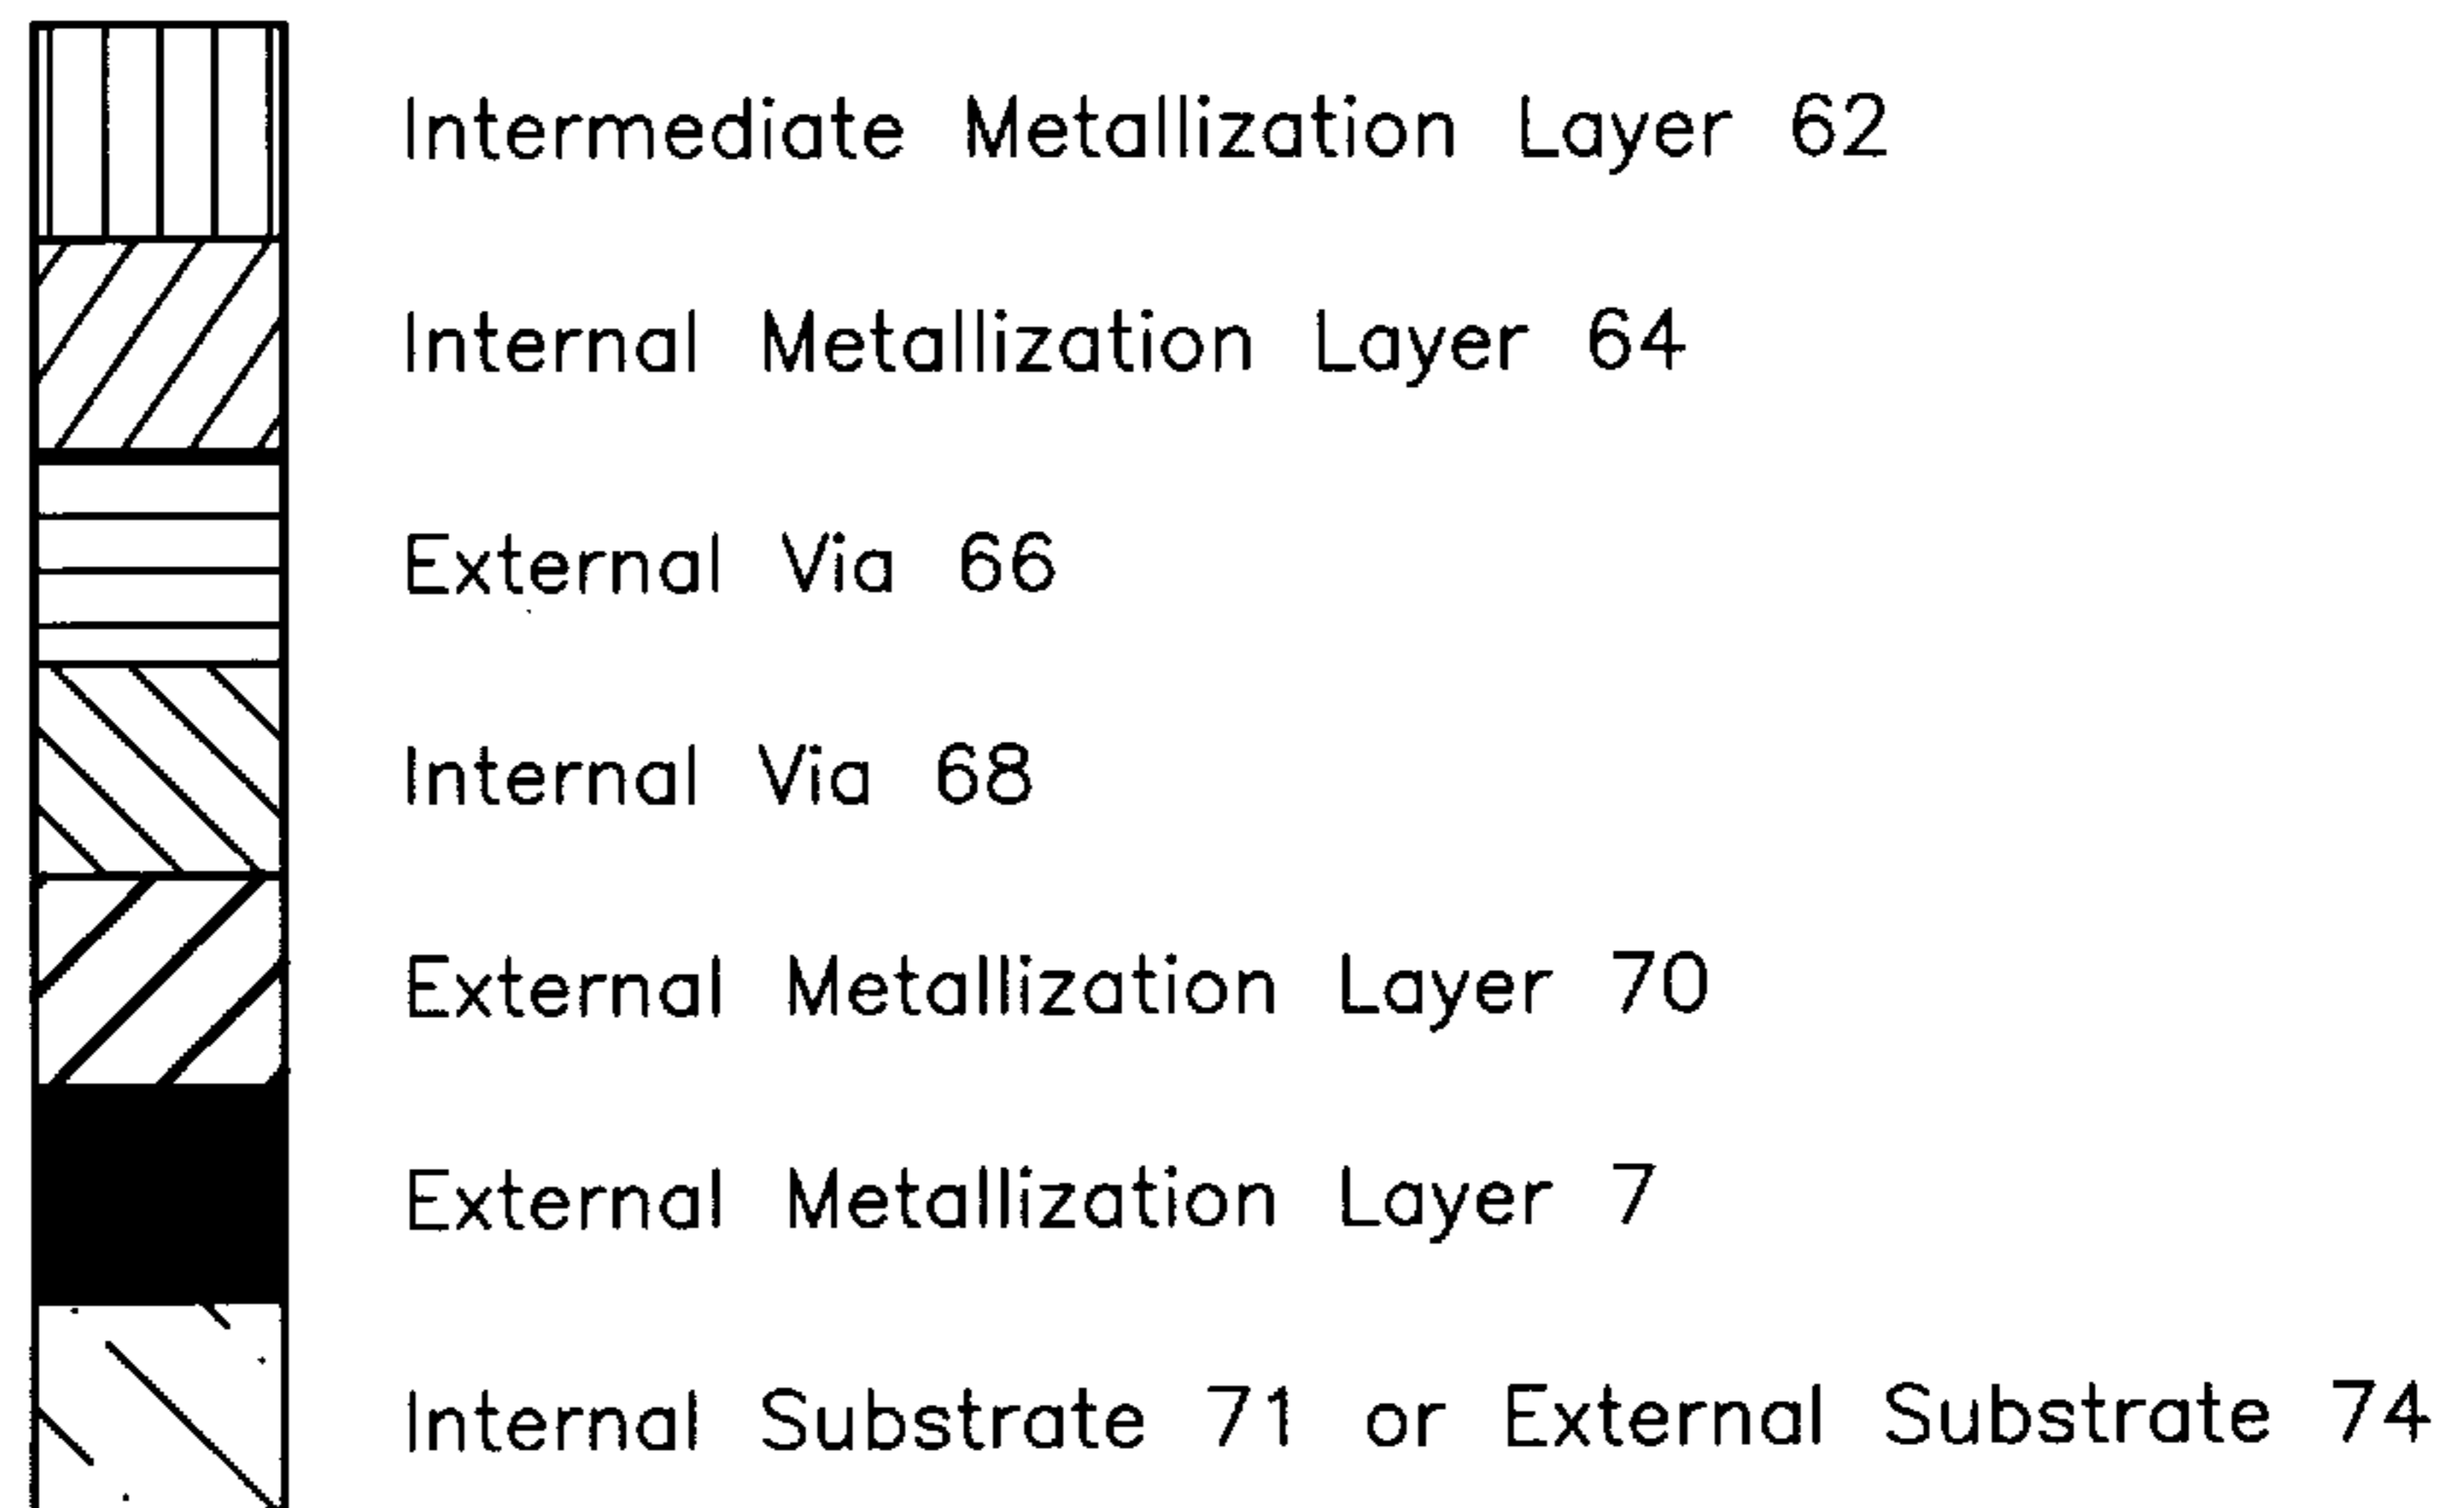 Intermediate Metallization Layer 62
Internal Metallization Layer 64
External Via 66
Internal Via 68
External Metallization Layer 70
External Metallization Layer 7
Internal Substrate 71 or External Substrate 74